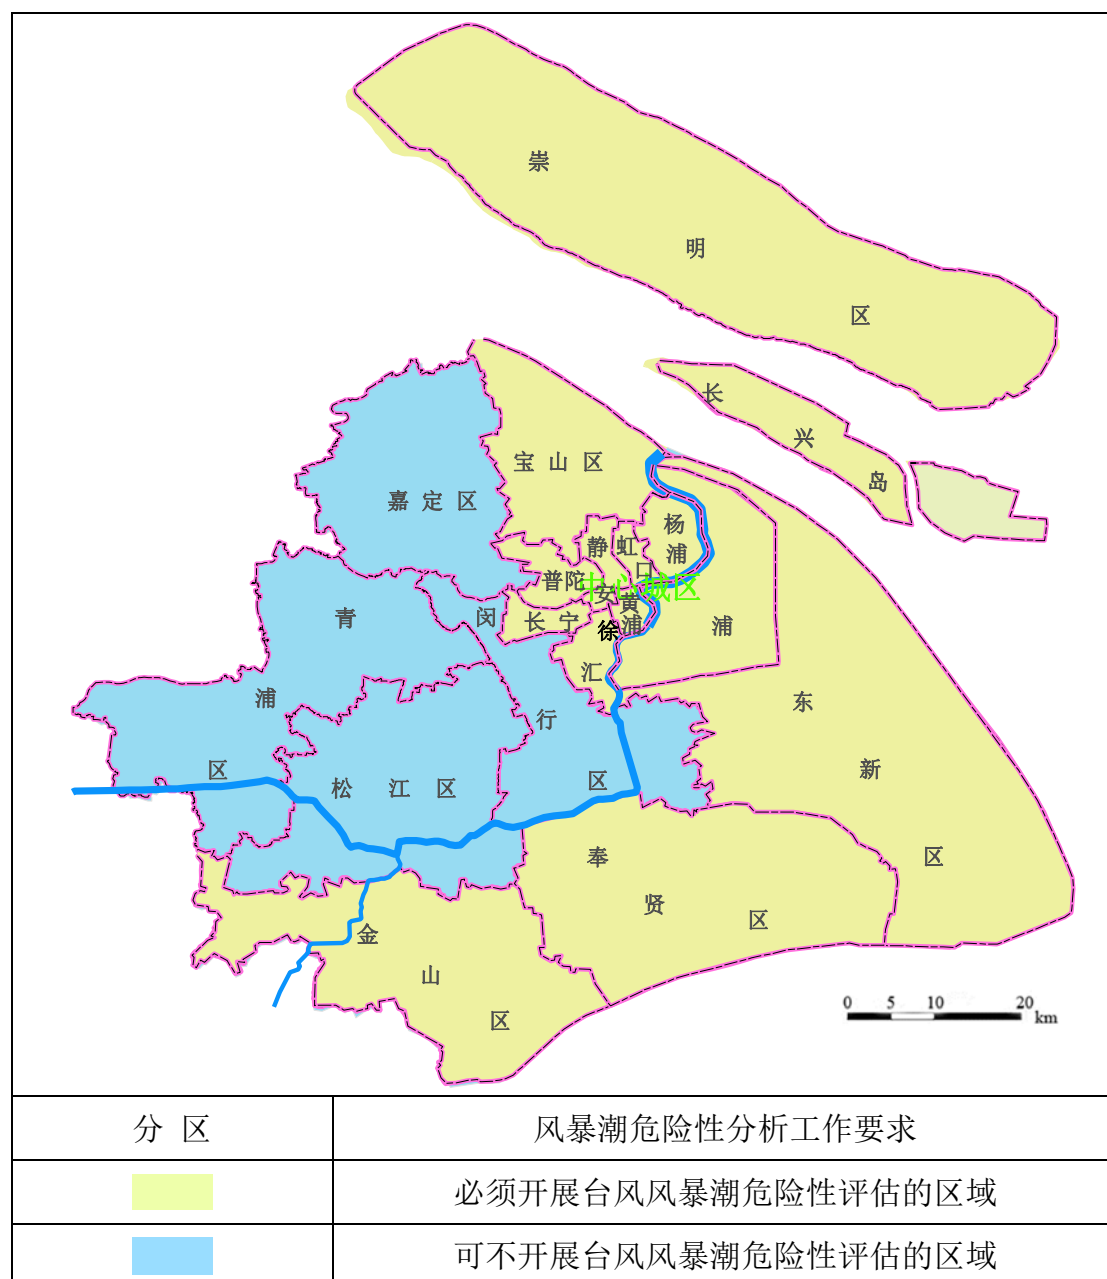 崇
明
区
长
兴
岛
宝山区
嘉定区
杨
浦
静
虹
口
普陀
中心城区
安
黄
浦
长宁
徐
汇
闵
行
区
青
浦
区
浦
东
新
区
松江区
奉
贤
区
金
山
区
0 5 10 20
km
分 区
风暴潮危险性分析工作要求
必须开展台风风暴潮危险性评估的区域
可不开展台风风暴潮危险性评估的区域